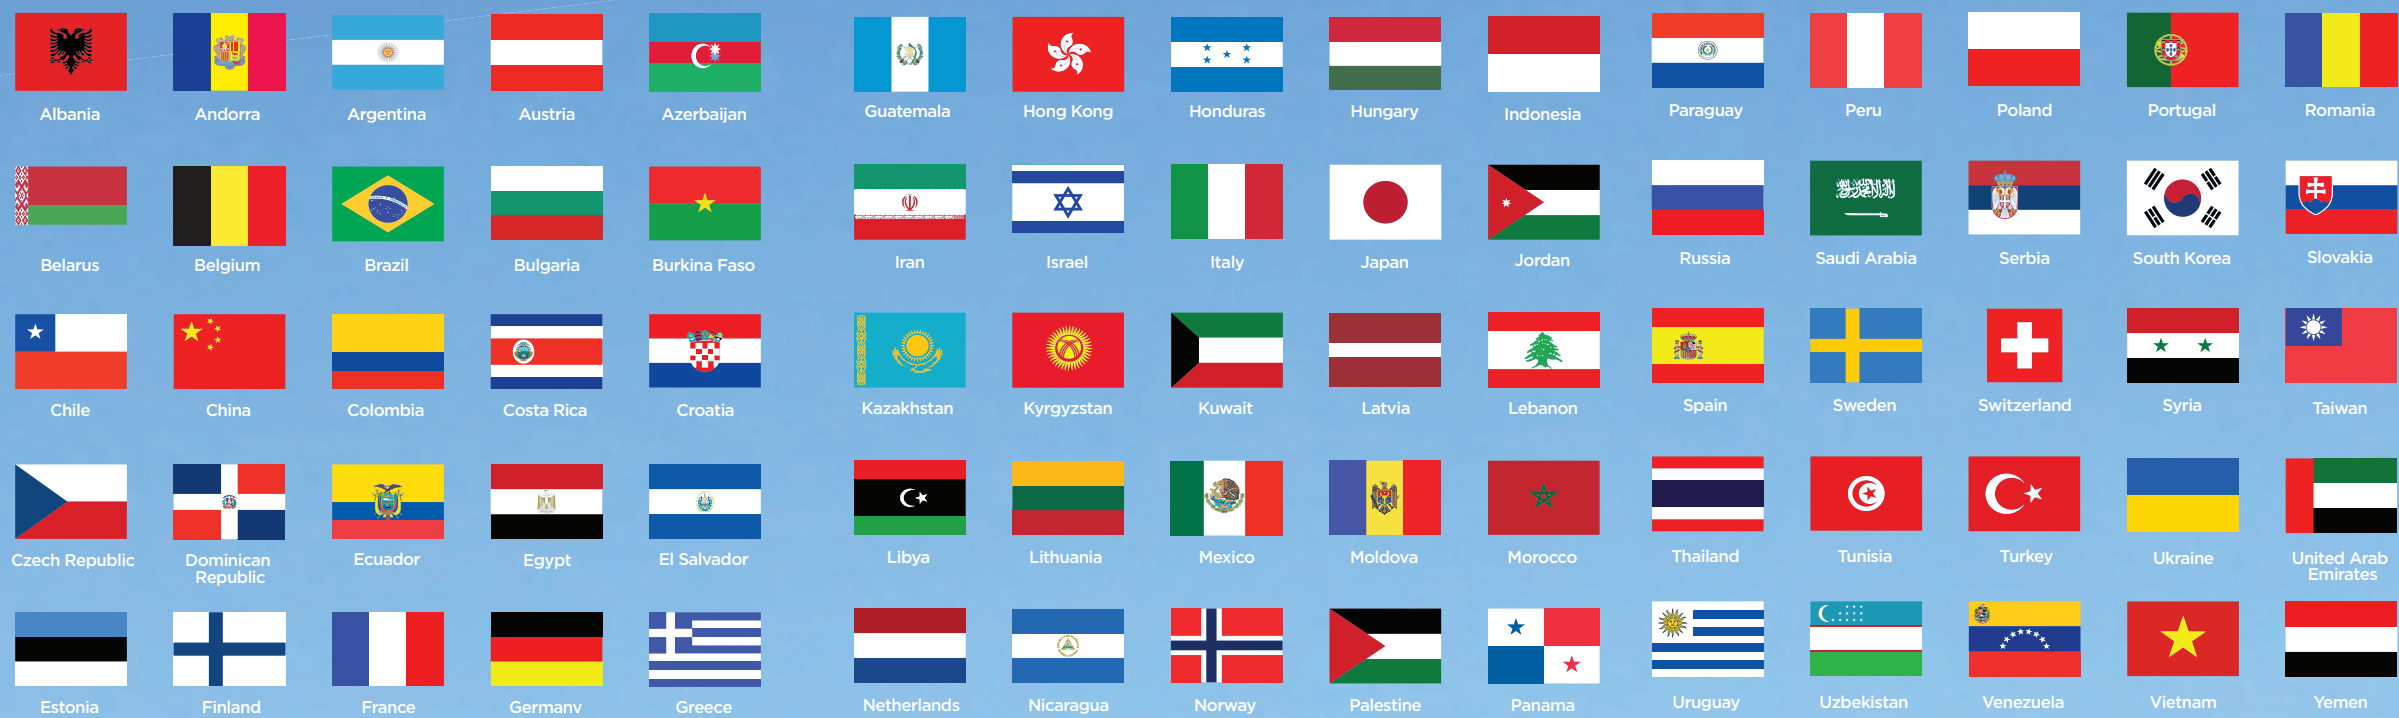 Albania
Andorra
Argentina
Austria
Azerbaijan
Guatemala
Hong Kong
Honduras
Hungary
Indonesia
Paraguay
Peru
Poland
Portugal
Romania
Belarus
Belgium
Brazil
Bulgaria
Burkina Faso
Iran
Israel
Italy
Japan
Jordan
Russia
Saudi Arabia
Serbia
South Korea
Slovakia
Chile
China
Colombia
Costa Rica
Croatia
Kazakhstan
Kyrgyzstan
Kuwait
Latvia
Lebanon
Spain
Sweden
Switzerland
Syria
Taiwan
Czech Republic
Dominican
Republic
Ecuador
Egypt
El Salvador
Libya
Lithuania
Mexico
Moldova
Morocco
Thailand
Tunisia
Turkey
Ukraine
United Arab
Emirates
Estonia
Finland
France
Germany
Greece
Netherlands
Nicaragua
Norway
Palestine
Panama
Uruguay
Uzbekistan
Venezuela
Vietnam
Yemen